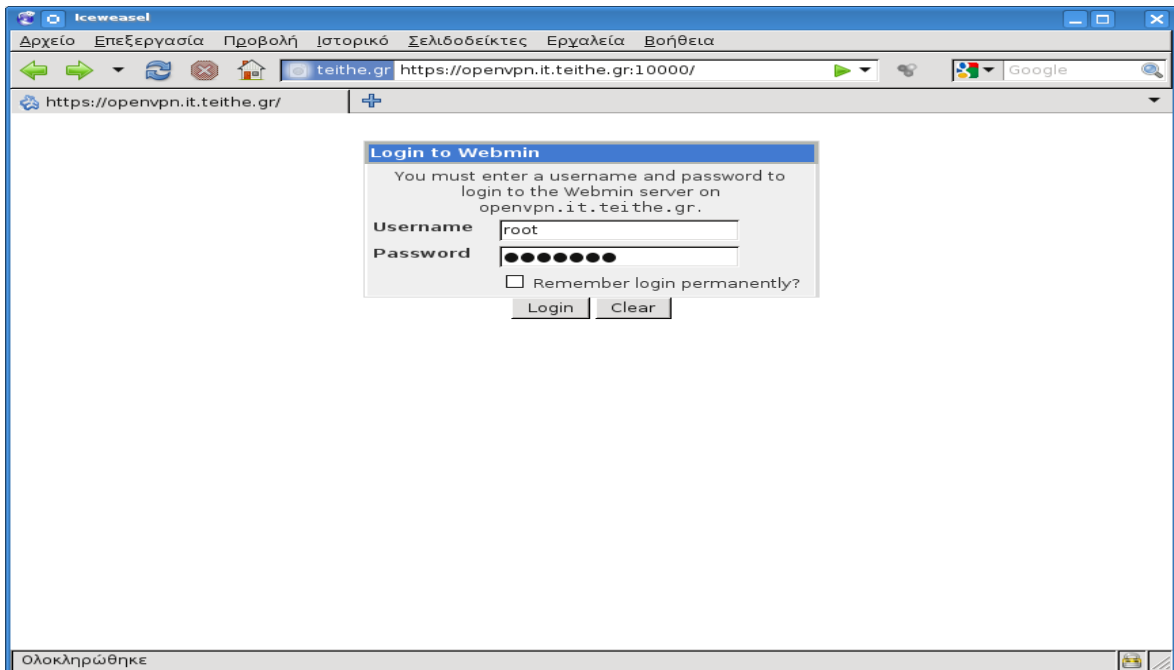 Iceweasel
Αρχείο Επεξεργασία Προβολή Ιστορικό Σελιδοδείκτες Εργαλεία Βοήθεια
teithe.gr https://openvpn.it.teithe.gr:10000/ Google
https://openvpn.it.teithe.gr/
Login to Webmin
You must enter a username and password to
login to the Webmin server on
openvpn.it.teithe.gr.
Username root
Password ●●●●●●●
Remember login permanently?
Login Clear
Ολοκληρώθηκε